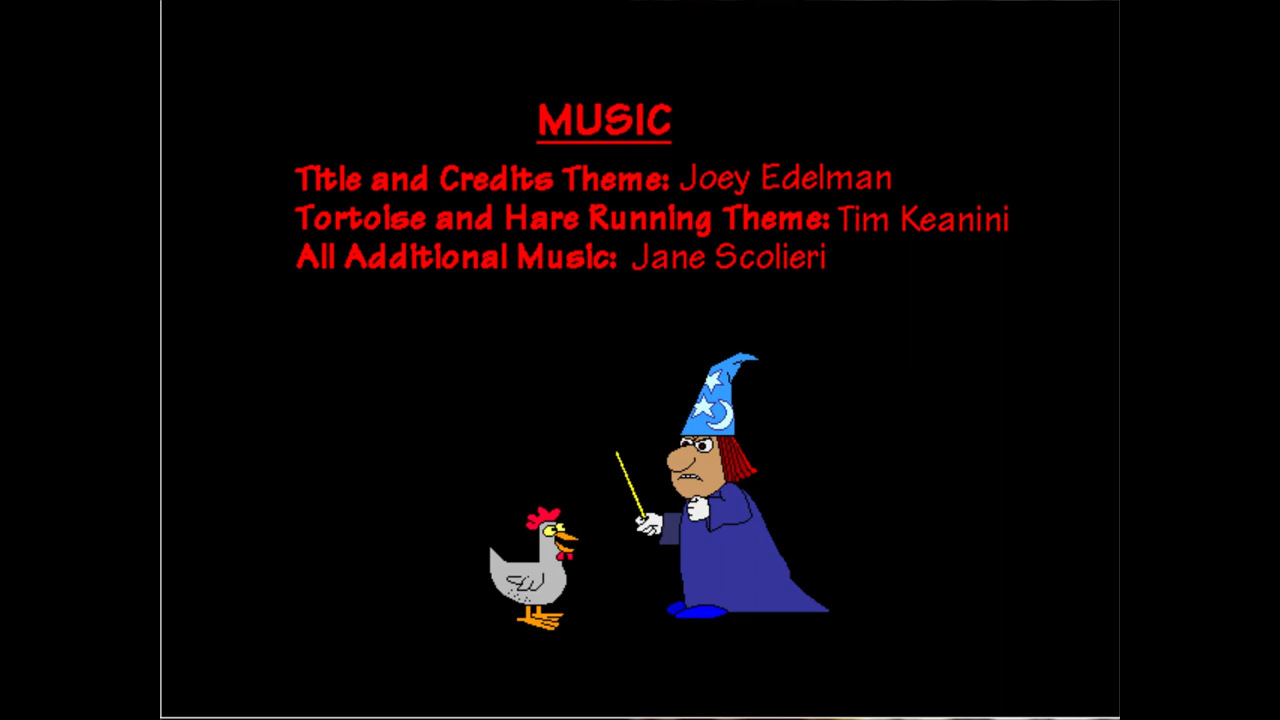 MUSIC
Title and Credits Theme: Joey Edelman
Tortoise and Hare Running Theme: Tim Keanini
All Additional Music: Jane Scolieri